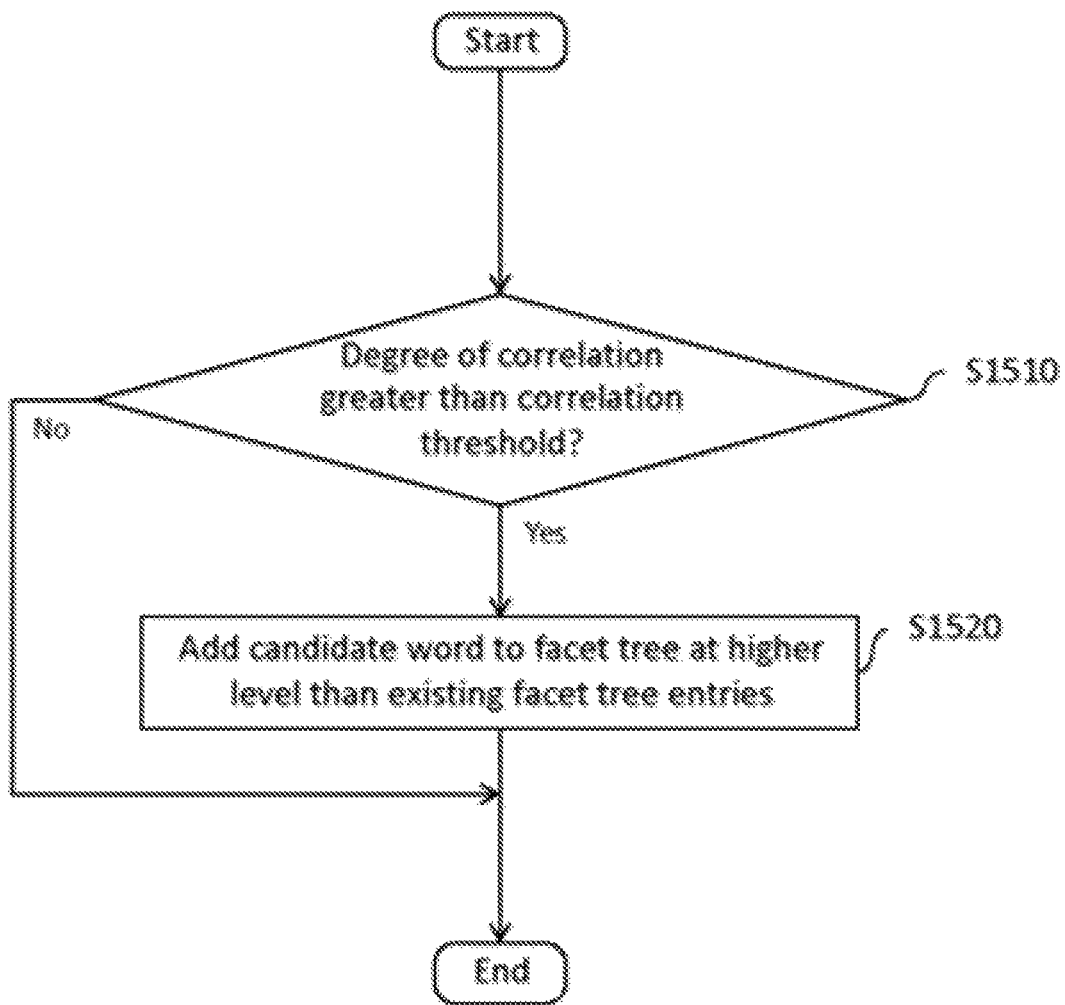 Start
Degree of correlation
greater than correlation
threshold?
S1510
No
Yes
Add candidate word to facet tree at higher
level than existing facet tree entries
S1520
End